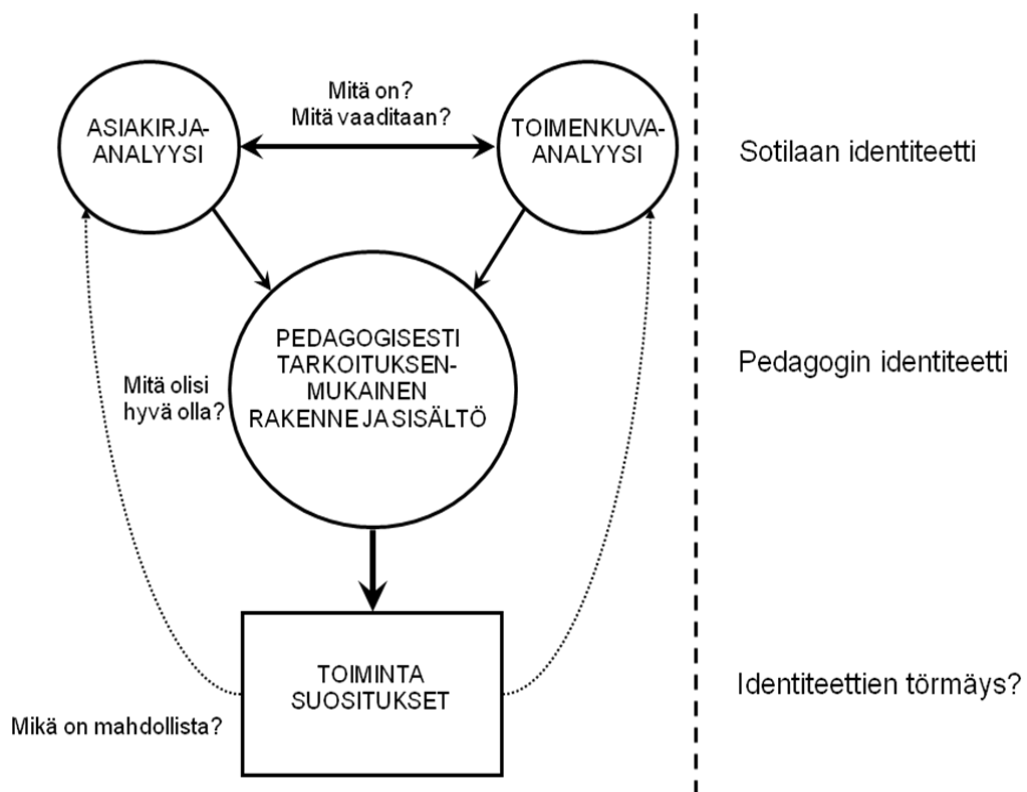 Mitä on?
Mitä vaaditaan?
ASIAKIRJA-
ANALYYSI
TOIMENKUVA-
ANALYYSI
Sotilaan identiteetti
PEDAGOGISESTI
TARKOITUKSEN-
MUKAINEN
RAKENNE JA SISÄLTÖ
Mitä olisi
hyvä olla?
Pedagogin identiteetti
TOIMINTA
SUOSITUKSET
Mikä on mahdollista?
Identiteettien törmäys?